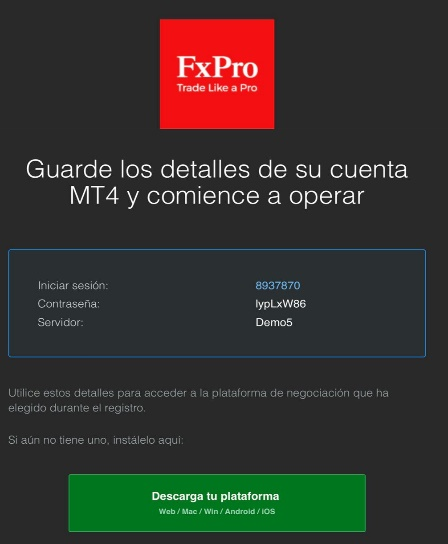 FxPro
Trade Like a Pro
Guarde los detalles de su cuenta
MT4 y comience a operar
Iniciar sesión: 8937870
Contraseña: lypLxW86
Servidor: Demo5
Utilice estos detalles para acceder a la plataforma de negociación que ha
elegido durante el registro.
Si aún no tiene uno, instálelo aquí:
Descarga tu plataforma
Web / Mac / Win / Android / iOS